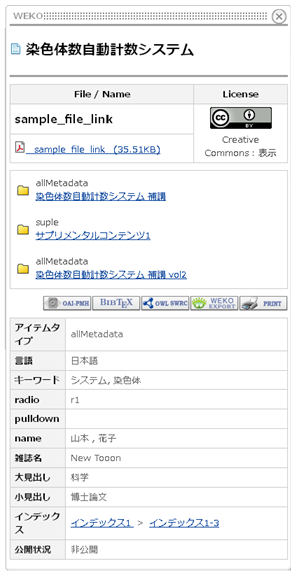 WEKO
染色体数自動計数システム
File / Name
License
sample_file_link
CC BY
sample_file_link (35.51KB)
Creative
Commons : 表示
allMetadata
染色体数自動計数システム 補講
suple
サプリメンタルコンテンツ1
allMetadata
染色体数自動計数システム 補講 vol2
OAI-PMH BIBTEX OWL SWRC WEKO EXPORT PRINT
アイテムタ
イプ
allMetadata
言語 日本語
キーワード システム, 染色体
radio r1
pulldown
name 山本 , 花子
雑誌名 New Tooon
大見出し 科学
小見出し 博士論文
インデック
ス
インデックス1 > インデックス1-3
公開状況 非公開